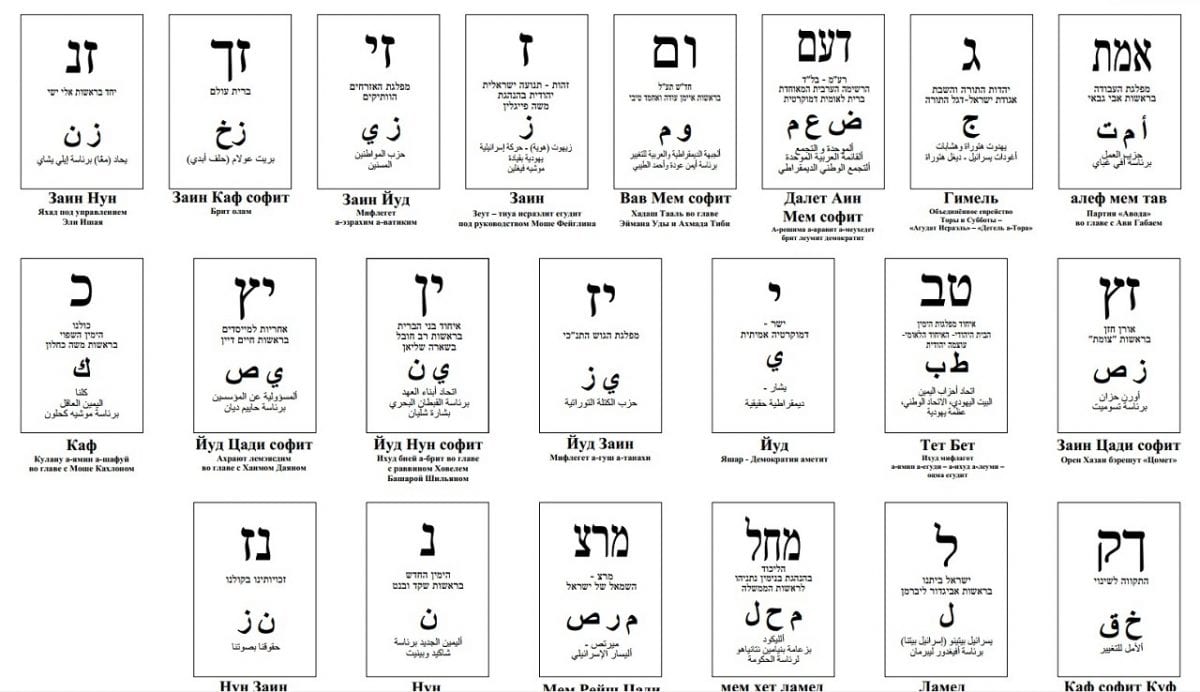 אמת
מפלגת העבודה
בראשות אבי גבאי
أ م ت
حزب العمل
برئاسة آفي غباي
алеф мем тав
Партия «Авода»
во главе с Ави Габаем
ג
יהדות התורה והשבת
אגודת ישראל-דגל התורה
ج
يهدوت هتوراة وهشابات
أغودات يسرائيل - ديغل هتوراة
Гимель
Объединённое еврейство
Торы и Субботы –
«Агудат Исраэль» – «Дегель а-Тора»
דעם
רע"מ - בל"ד
הרשימה הערבית המאוחדת
ברית לאומית דמוקרטית
ض ع م
الموحدة و التجمع
القائمة العربية الموحدة
التجمع الوطني الديمقراطي
Далет Аин
Мем софит
А-решима а-аравит а-меухедет
брит леумит демократит
ום
חד"ש תע"ל
בראשות איימן עודה ואחמד טיבי
و م
الجبهة الديمقراطية والعربية للتغيير
برئاسة أيمن عودة وأحمد الطيبي
Вав Мем софит
Хадаш Тааль во главе
Эймана Уды и Ахмада Тиби
ז
זהות - תנועה ישראלית
יהודית בהנהגת
משה פייגלין
ز
زيهوت (هوية) - حركة إسرائيلية
يهودية بقيادة
موشيه فيغلين
Заин
Зеут – тнуа исраэлит егудит
под руководством Моше Фейглина
זי
מפלגת האזרחים
הוותיקים
ز ي
حزب المواطنين
المسنين
Заин Йуд
Мифлегет
а-эзрахим а-ватиким
זך
ברית עולם
ز خ
بريت عولام (حلف أبدي)
Заин Каф софит
Брит олам
זנ
יחד בראשות אלי ישי
ز ن
ياحاد (معًا) برئاسة إيلي يشاي
Заин Нун
Яхад под управлением
Эли Ишая
זץ
אורן חזן
בראשות "צומת"
ز ص
أورن حزان
برئاسة تسوميت
Заин Цади софит
Орен Хазан бэрешут «Цомет»
טב
איחוד מפלגות הימין
הבית היהודי- האיחוד הלאומי-
עוצמה יהודית
ط ب
اتحاد أحزاب اليمين
البيت اليهودي، الاتحاد الوطني،
عظمة يهودية
Тет Бет
Ихуд мифлагот
а-ямин а-егуди – а-ихуд а-леуми –
оцма егудит
י
ישר -
דמוקרטיה אמיתית
ي
يشار -
ديمقراطية حقيقية
Йуд
Яшар - Демократия аметит
יז
מפלגת הגוש התנ"כי
ي ز
حزب الكتلة التوراتية
Йуд Заин
Мифлегет а-гуш а-танахи
ין
איחוד בני הברית
בראשות רב חובל
בשארה שליאן
ي ن
اتحاد أبناء العهد
برئاسة القبطان البحري
بشارة شليان
Йуд Нун софит
Ихуд бней а-брит во главе
с раввином Ховелем
Башарой Шильяном
יץ
אחריות למייסדים
בראשות חיים דיין
ي ص
المسؤولية عن المؤسسين
برئاسة حاييم ديان
Йуд Цади софит
Ахрают лемэясдим
во главе с Хаимом Даяном
כ
כולנו
הימין השפוי
בראשות משה כחלון
ك
كلنا
اليمين العاقل
برئاسة موشيه كحلون
Каф
Кулану а-ямин а-шафуй
во главе с Моше Кахлоном
דק
התקווה לשינוי
خ ق
الأمل للتغيير
Каф софит Куф
ל
ישראל ביתנו
בראשות אביגדור ליברמן
ل
يسرائيل بيتينو (إسرائيل بيتنا)
برئاسة أفيغدور ليبرمان
Ламед
מחל
הליכוד
בהנהגת בנימין נתניהו
לראשות הממשלה
م ح ل
الليكود
بزعامة بنيامين نتانياهو
لرئاسة الحكومة
мем хет ламед
מרצ
מרצ -
השמאל של ישראל
م ر ص
ميرتص -
اليسار الإسرائيلي
Мем Рейш Цади
נ
הימין החדש
בראשות שקד ובנט
ن
اليمين الجديد برئاسة
شاكيد وبينيت
Нун
נז
זכויותינו בקולנו
ن ز
حقوقنا بصوتنا
Нун Заин